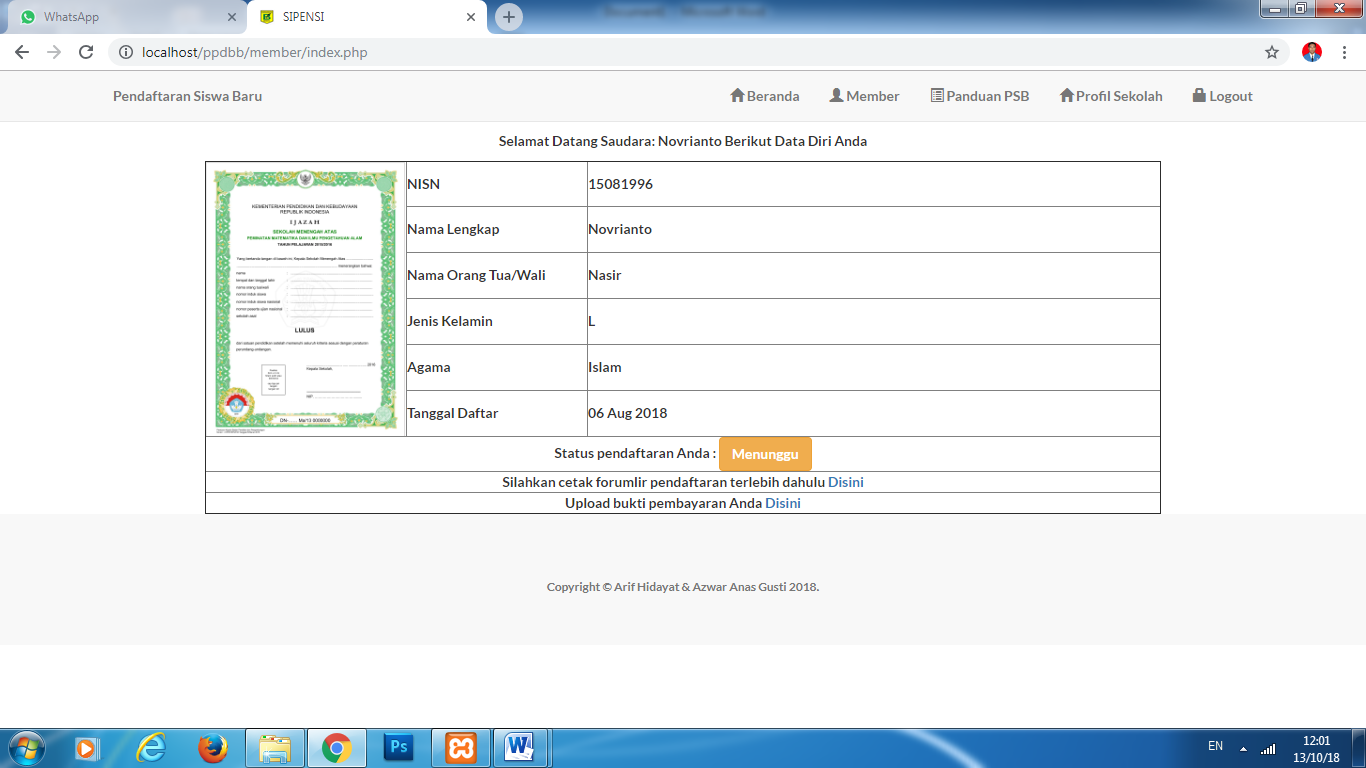 WhatsApp
SIPENSI
localhost/ppdbb/member/index.php
Pendaftaran Siswa Baru
Beranda
Member
Panduan PSB
Profil Sekolah
Logout
Selamat Datang Saudara: Novrianto Berikut Data Diri Anda
KEMENTERIAN PENDIDIKAN DAN KEBUDAYAAN
REPUBLIK INDONESIA
I J A Z A H
SEKOLAH MENENGAH ATAS
LULUS
Kepala Sekolah
NISN 15081996
Nama Lengkap Novrianto
Nama Orang Tua/Wali Nasir
Jenis Kelamin L
Agama Islam
Tanggal Daftar 06 Aug 2018
Status pendaftaran Anda : Menunggu
Silahkan cetak forumlir pendaftaran terlebih dahulu Disini
Upload bukti pembayaran Anda Disini
Copyright © Arif Hidayat & Azwar Anas Gusti 2018.
Ps
W
EN
12:01
13/10/18